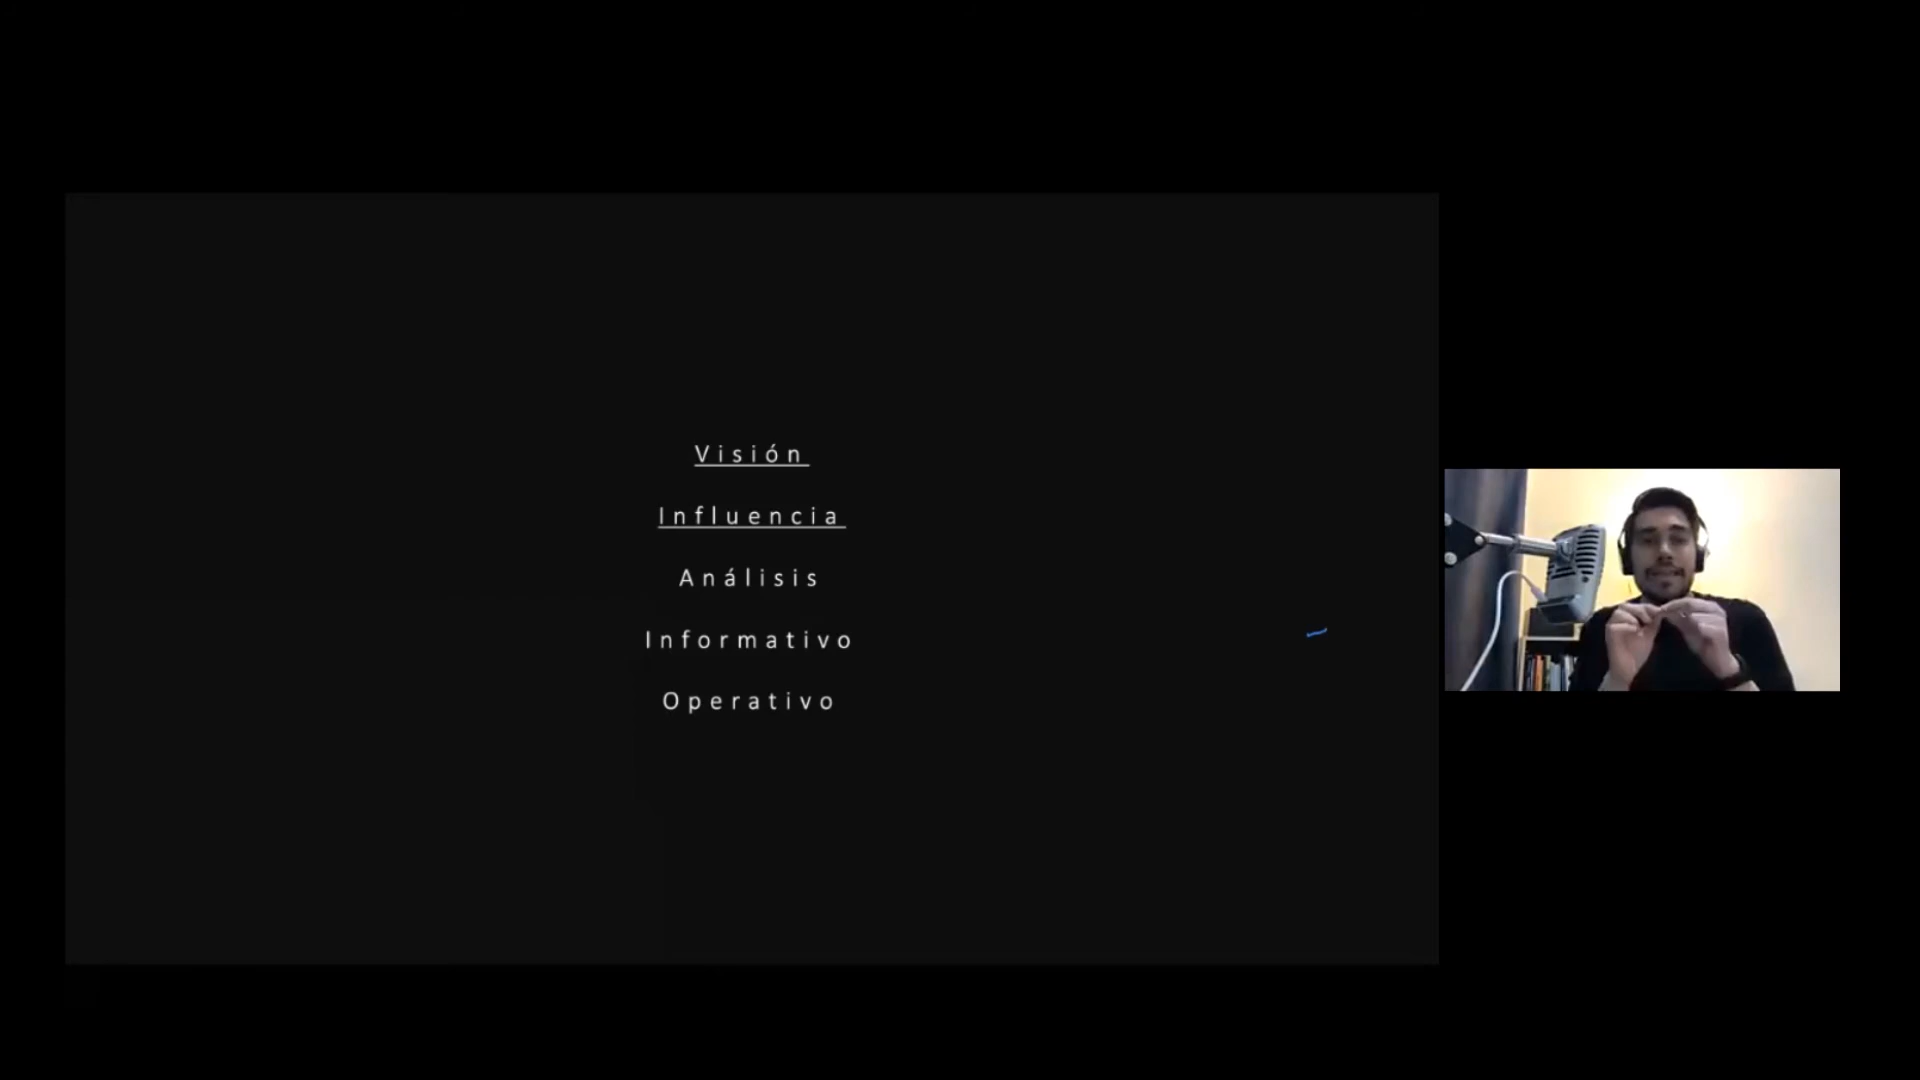 Visión
Influencia
Análisis
Informativo
Operativo